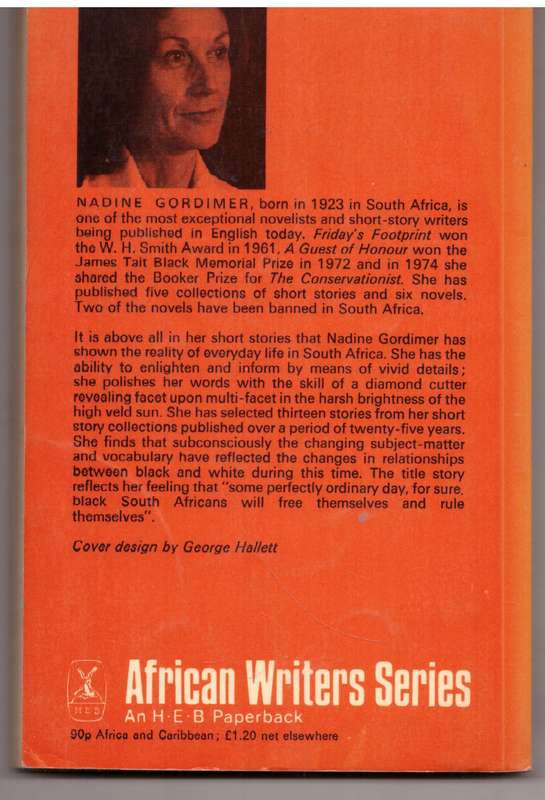 NADINE GORDIMER, born in 1923 in South Africa, is
one of the most exceptional novelists and short-story writers
being published in English today. Friday's Footprint won
the W. H. Smith Award in 1961. A Guest of Honour won the
James Tait Black Memorial Prize in 1972 and in 1974 she
shared the Booker Prize for The Conservationist. She has
published five collections of short stories and six novels.
Two of the novels have been banned in South Africa.
It is above all in her short stories that Nadine Gordimer has
shown the reality of everyday life in South Africa. She has the
ability to enlighten and inform by means of vivid details;
she polishes her words with the skill of a diamond cutter
revealing facet upon multi-facet in the harsh brightness of the
high veld sun. She has selected thirteen stories from her short
story collections published over a period of twenty-five years.
She finds that subconsciously the changing subject-matter
and vocabulary have reflected the changes in relationships
between black and white during this time. The title story
reflects her feeling that "some perfectly ordinary day, for sure,
black South Africans will free themselves and rule
themselves".
Cover design by George Hallett
HEB
African Writers Series
An H·E·B Paperback
90p Africa and Caribbean; £1.20 net elsewhere